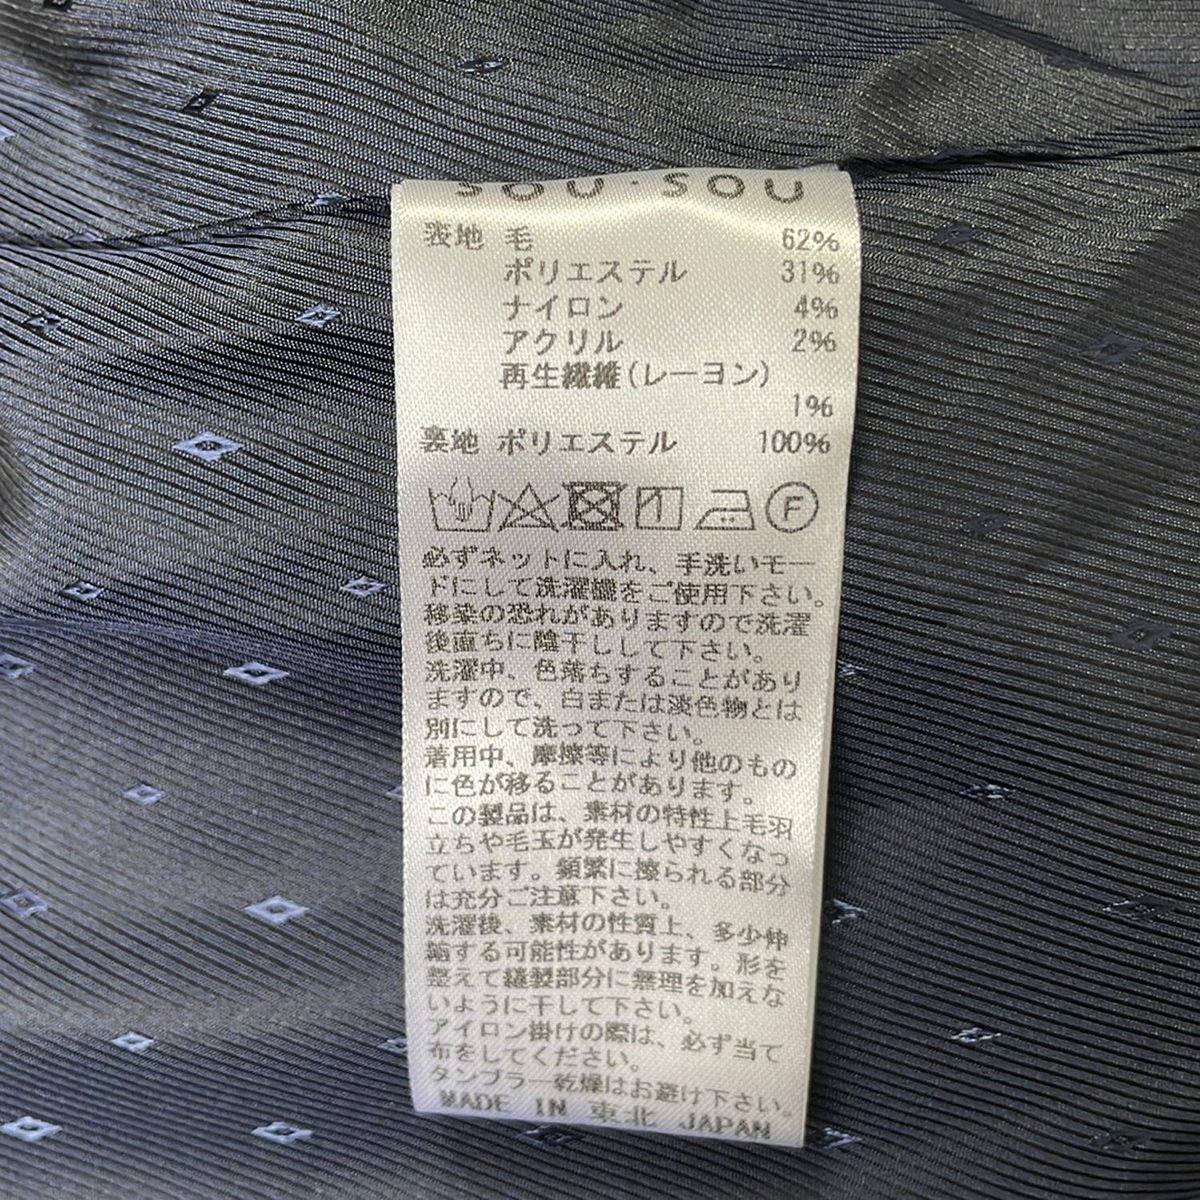 SOU・SOU
表地 毛 62%
ポリエステル 31%
ナイロン 4%
アクリル 2%
再生繊維(レーヨン)
1%
裏地 ポリエステル 100%
F
必ずネットに入れ、手洗いモー
ドにして洗濯機をご使用下さい。
移染の恐れがありますので洗濯
後直ちに陰干しして下さい。
洗濯中、色落ちすることがあり
ますので、白または淡色物とは
別にして洗って下さい。
着用中、摩擦等により他のもの
に色が移ることがあります。
この製品は、素材の特性上毛羽
立ちや毛玉が発生しやすくなっ
ています。頻繁に擦られる部分
は充分ご注意下さい。
洗濯後、素材の性質上、多少伸
縮する可能性があります。形を
整えて縫製部分に無理を加えな
いように干して下さい。
アイロン掛けの際は、必ず当て
布をしてください。
タンブラー乾燥はお避け下さい。
MADE IN 東北 JAPAN